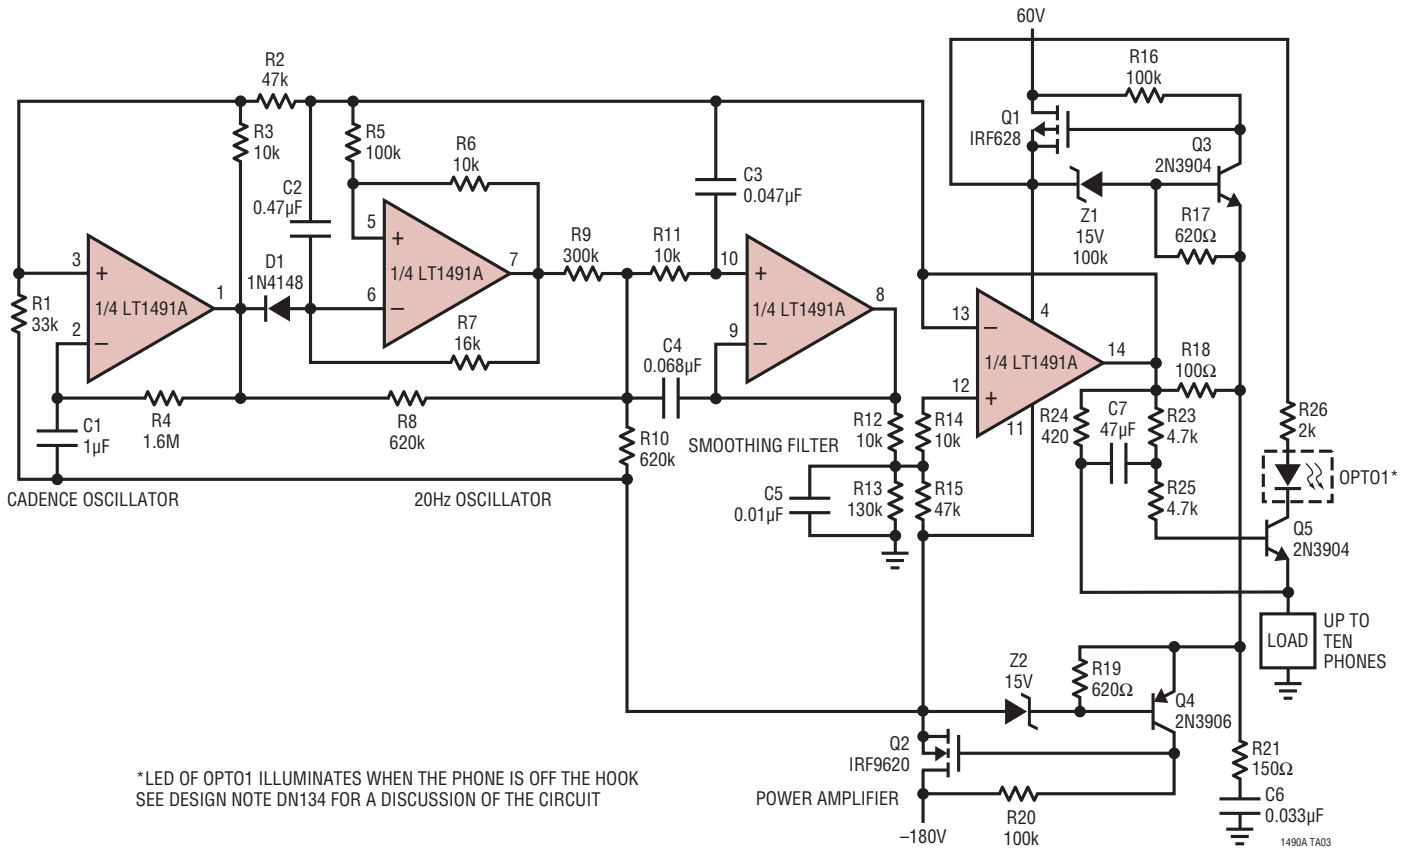 60V
R2
47k
R16
100k
Q1
IRF628
R3
10k
R5
100k
R6
10k
Q3
2N3904
C2
0.47µF
C3
0.047µF
5
+
R17
620Ω
Z1
15V
100k
3
+
D1
1N4148
7
R9
300k
R11
10k
10
+
1/4 LT1491A
1
1/4 LT1491A
R1
33k
2
–
6
–
8
1/4 LT1491A
9
–
13
–
4
R7
16k
C4
0.068µF
1/4 LT1491A
14
R18
100Ω
12
+
11
C1
1µF
R4
1.6M
R8
620k
R10
620k
SMOOTHING FILTER
R12
10k
R14
10k
R24
420
C7
47µF
R23
4.7k
R26
2k
OPTO1*
CADENCE OSCILLATOR
20Hz OSCILLATOR
C5
0.01µF
R13
130k
R15
47k
R25
4.7k
Q5
2N3904
LOAD
UP TO
TEN
PHONES
Z2
15V
R19
620Ω
Q4
2N3906
Q2
IRF9620
R21
150Ω
*LED OF OPTO1 ILLUMINATES WHEN THE PHONE IS OFF THE HOOK
SEE DESIGN NOTE DN134 FOR A DISCUSSION OF THE CIRCUIT
POWER AMPLIFIER
C6
0.033µF
–180V
R20
100k
1490A TA03